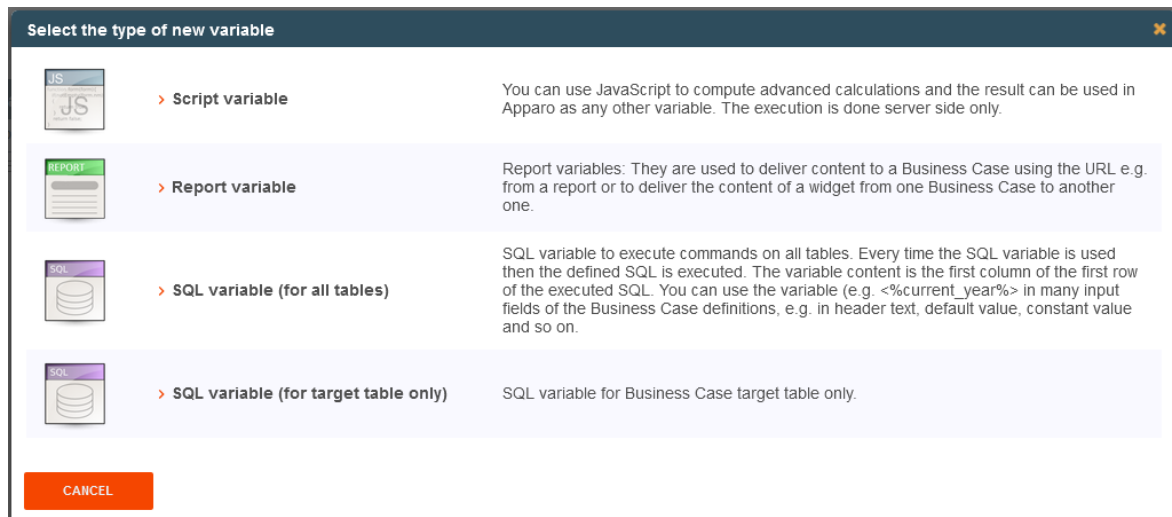 Select the type of new variable
JS
JS
> Script variable
You can use JavaScript to compute advanced calculations and the result can be used in
Apparo as any other variable. The execution is done server side only.
REPORT
> Report variable
Report variables: They are used to deliver content to a Business Case using the URL e.g.
from a report or to deliver the content of a widget from one Business Case to another
one.
SQL
> SQL variable (for all tables)
SQL variable to execute commands on all tables. Every time the SQL variable is used
then the defined SQL is executed. The variable content is the first column of the first row
of the executed SQL. You can use the variable (e.g. <%current_year%> in many input
fields of the Business Case definitions, e.g. in header text, default value, constant value
and so on.
SQL
> SQL variable (for target table only)
SQL variable for Business Case target table only.
CANCEL